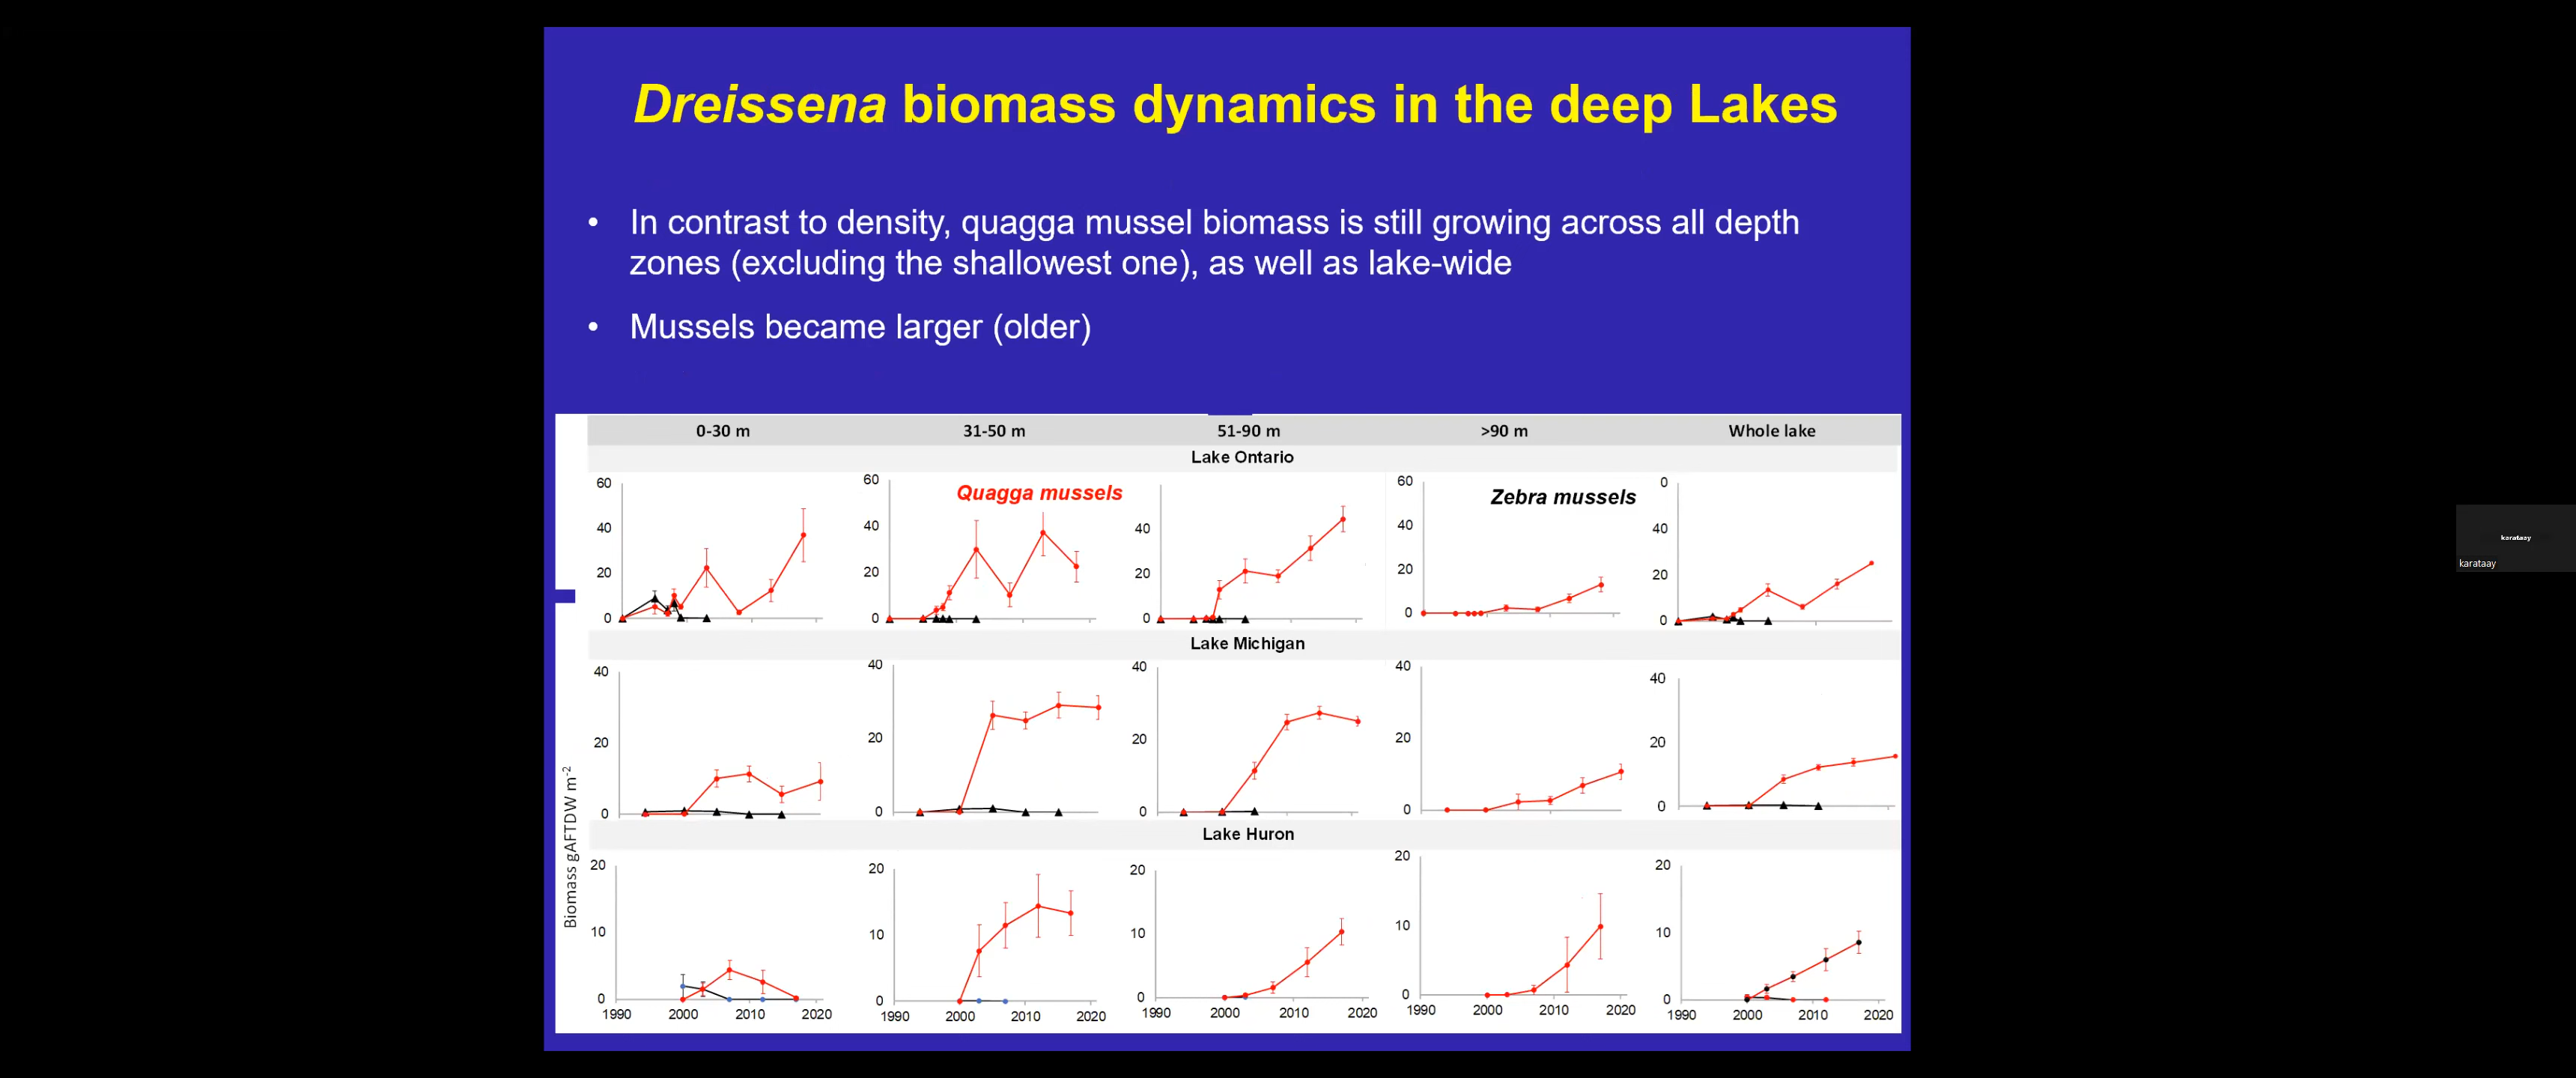 Dreissena biomass dynamics in the deep Lakes
• In contrast to density, quagga mussel biomass is still growing across all depth
zones (excluding the shallowest one), as well as lake-wide
• Mussels became larger (older)
0-30 m 31-50 m 51-90 m >90 m Whole lake
Lake Ontario
Quagga mussels
Zebra mussels
60 60 60 0
40 40 40 40 40
20 20 20 20 20
0 0 0 0 0
Lake Michigan
40 40 40 40 40
20 20 20 20 20
0 0 0 0 0
Lake Huron
20 20 20 20 20
10 10 10 10 10
0 0 0 0 0
1990 2000 2010 2020 1990 2000 2010 2020 1990 2000 2010 2020 1990 2000 2010 2020 1990 2000 2010 2020
Biomass gAFTDW m-2
karataay
karataay